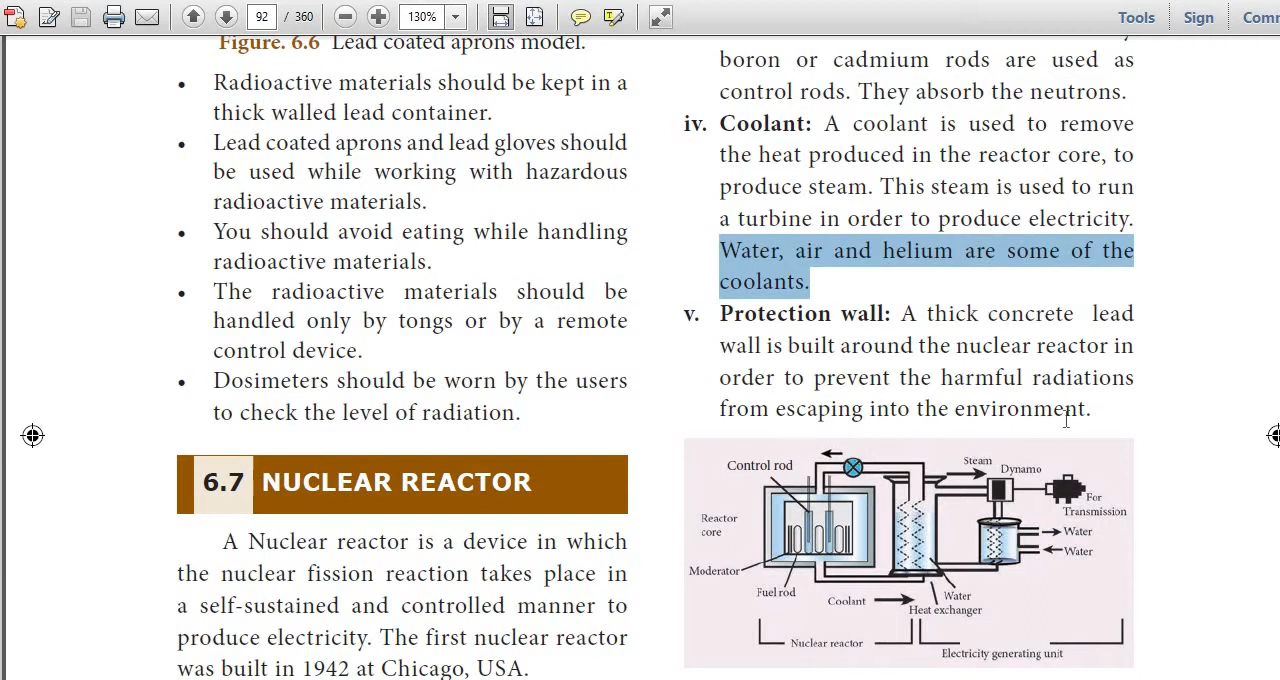 92 / 360
130%
Tools
Sign
Comm
Figure. 6.6 Lead coated aprons model.
• Radioactive materials should be kept in a
thick walled lead container.
• Lead coated aprons and lead gloves should
be used while working with hazardous
radioactive materials.
• You should avoid eating while handling
radioactive materials.
• The radioactive materials should be
handled only by tongs or by a remote
control device.
• Dosimeters should be worn by the users
to check the level of radiation.
6.7 NUCLEAR REACTOR
A Nuclear reactor is a device in which
the nuclear fission reaction takes place in
a self-sustained and controlled manner to
produce electricity. The first nuclear reactor
was built in 1942 at Chicago, USA.
boron or cadmium rods are used as
control rods. They absorb the neutrons.
iv. Coolant: A coolant is used to remove
the heat produced in the reactor core, to
produce steam. This steam is used to run
a turbine in order to produce electricity.
Water, air and helium are some of the
coolants.
v. Protection wall: A thick concrete lead
wall is built around the nuclear reactor in
order to prevent the harmful radiations
from escaping into the environment.
Control rod
Steam
Dynamo
For
Transmission
Reactor
core
Water
Water
Moderator
Fuel rod
Coolant
Water
Heat exchanger
Nuclear reactor
Electricity generating unit